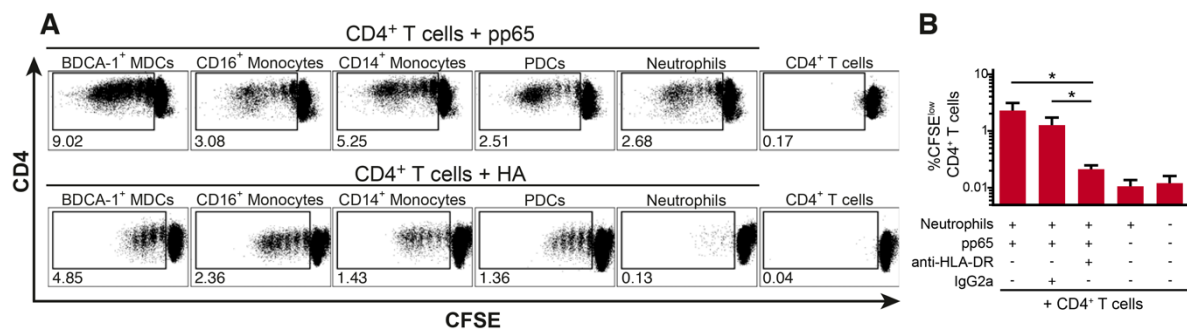 A
CD4⁺ T cells + pp65
BDCA-1⁺ MDCs CD16⁺ Monocytes CD14⁺ Monocytes PDCs Neutrophils CD4⁺ T cells
9.02 3.08 5.25 2.51 2.68 0.17
CD4⁺ T cells + HA
BDCA-1⁺ MDCs CD16⁺ Monocytes CD14⁺ Monocytes PDCs Neutrophils CD4⁺ T cells
4.85 2.36 1.43 1.36 0.13 0.04
CD4
CFSE
B
%CFSEˡᵒʷ
CD4⁺ T cells
10
1
0.01
* *
Neutrophils + + + + -
pp65 + + + - -
anti-HLA-DR - - + - -
IgG2a - + - - -
+ CD4⁺ T cells